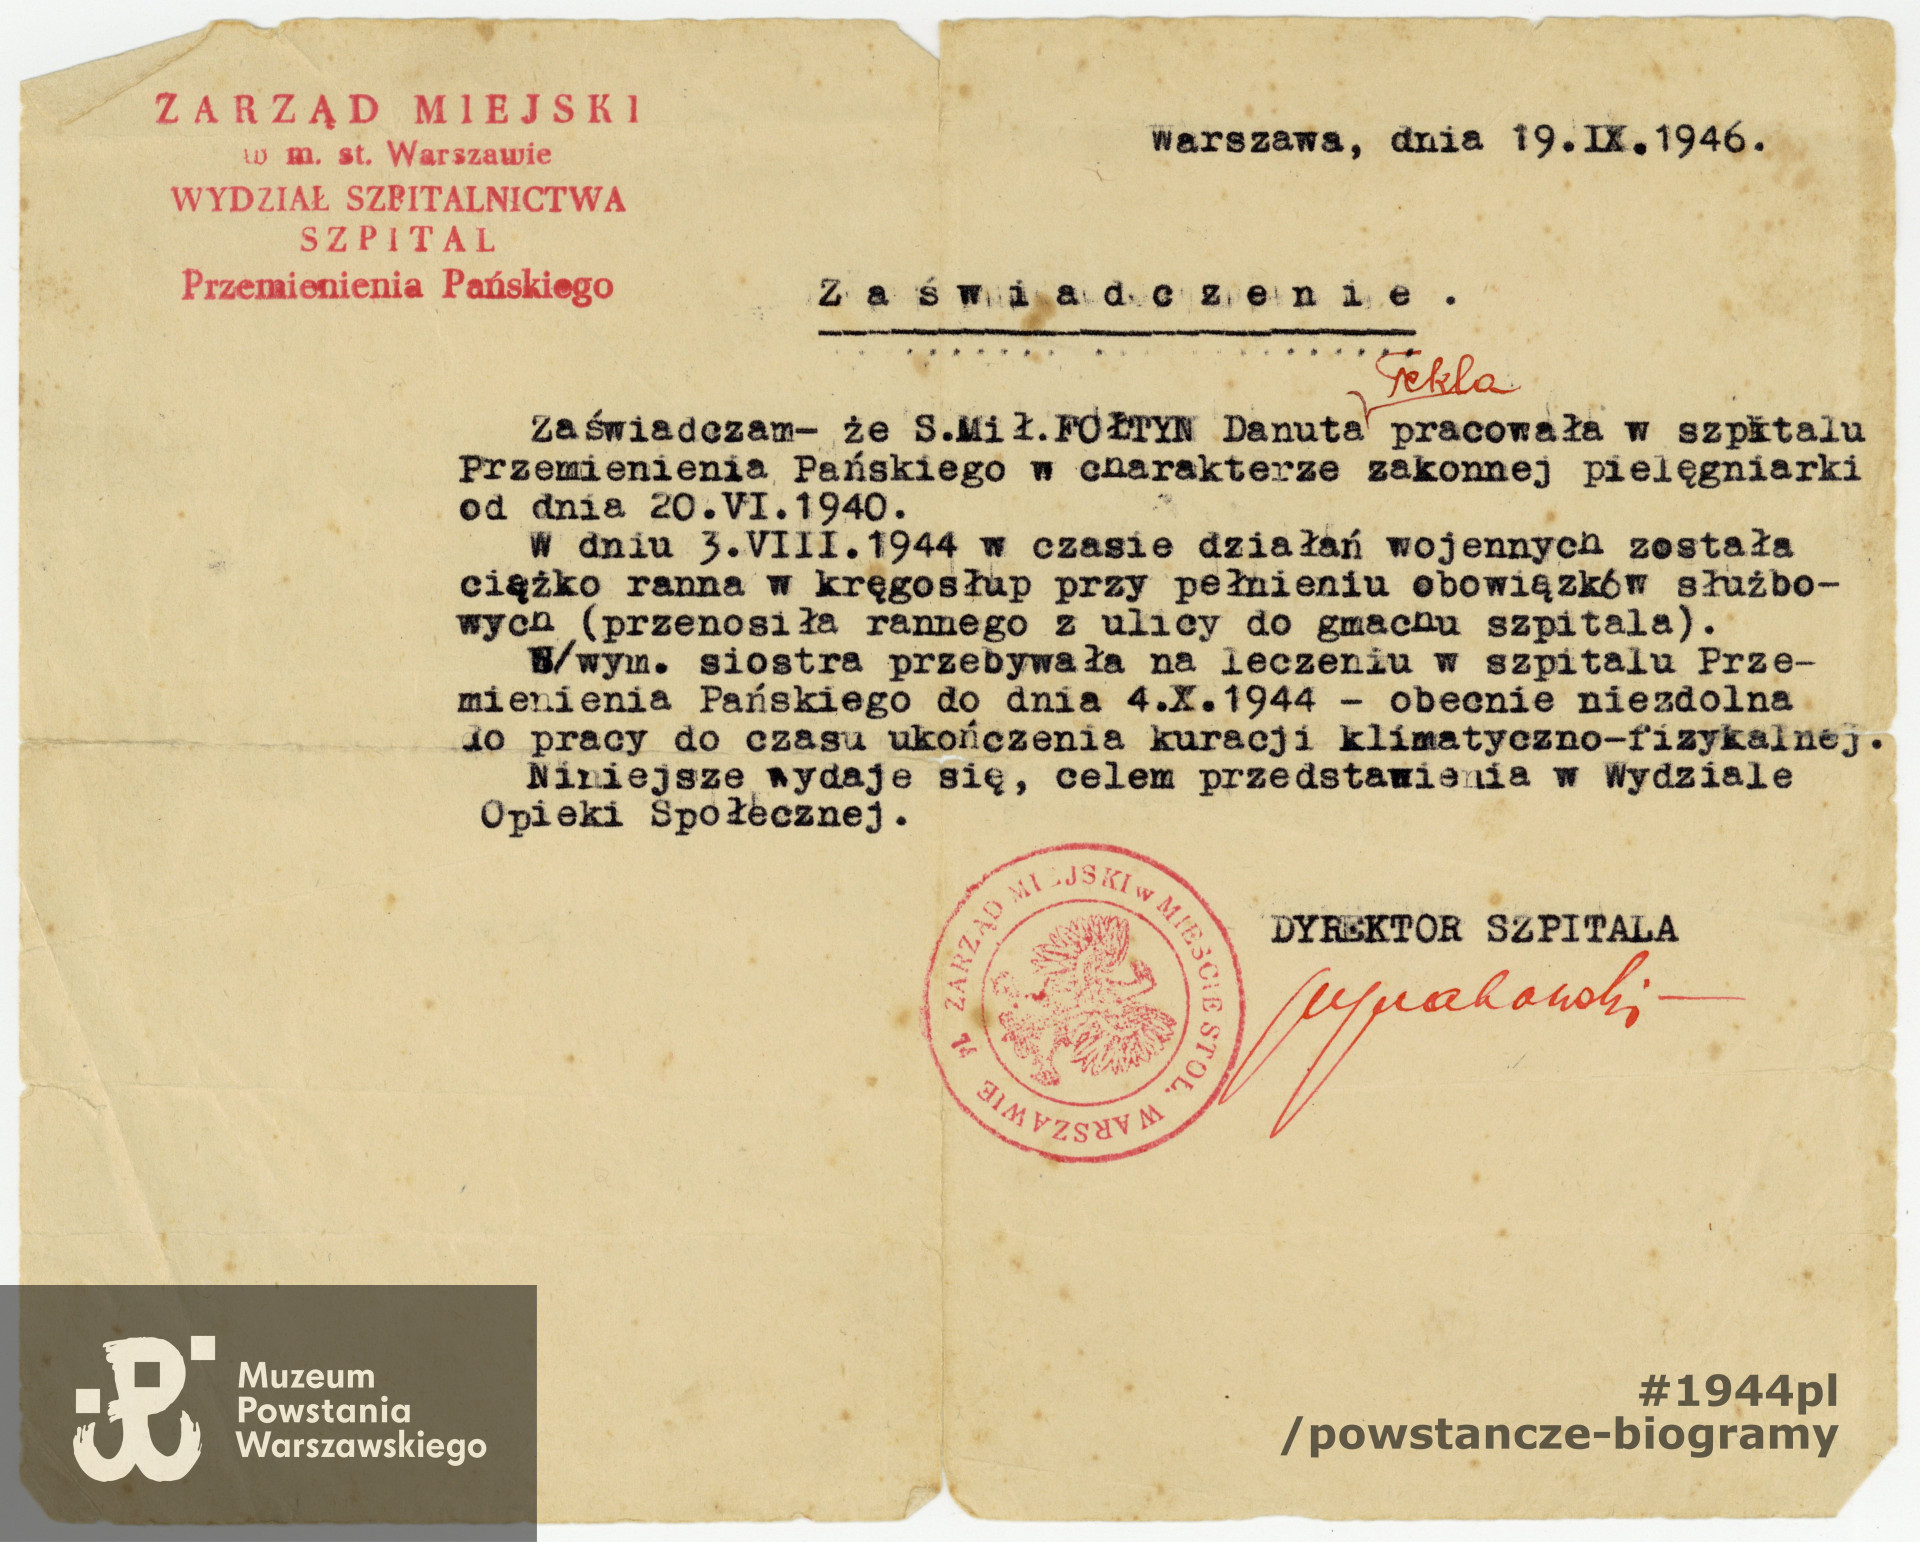 ZARZĄD MIEJSKI
w m. st. Warszawie
WYDZIAŁ SZPITALNICTWA
SZPITAL
Przemienienia Pańskiego
Warszawa, dnia 19.IX.1946.
Zaświadczenie.
Tekla
Zaświadczam- że S.Mił.FOŁTYN Danuta pracowała w szpitalu
Przemienienia Pańskiego w charakterze zakonnej pielęgniarki
od dnia 20.VI.1940.
W dniu 3.VIII.1944 w czasie działań wojennych została
ciężko ranna w kręgosłup przy pełnieniu obowiązków służbo-
wych (przenosiła rannego z ulicy do gmachu szpitala).
W/wym. siostra przebywała na leczeniu w szpitalu Prze-
mienienia Pańskiego do dnia 4.X.1944 - obecnie niezdolna
do pracy do czasu ukończenia kuracji klimatyczno-fizykalnej.
Niniejsze wydaje się, celem przedstawienia w Wydziale
Opieki Społecznej.
DYREKTOR SZPITALA
ZARZĄD MIEJSKI w MIEŚCIE STOŁ. WARSZAWIE
Muzeum
Powstania
Warszawskiego
#1944pl
/powstancze-biogramy